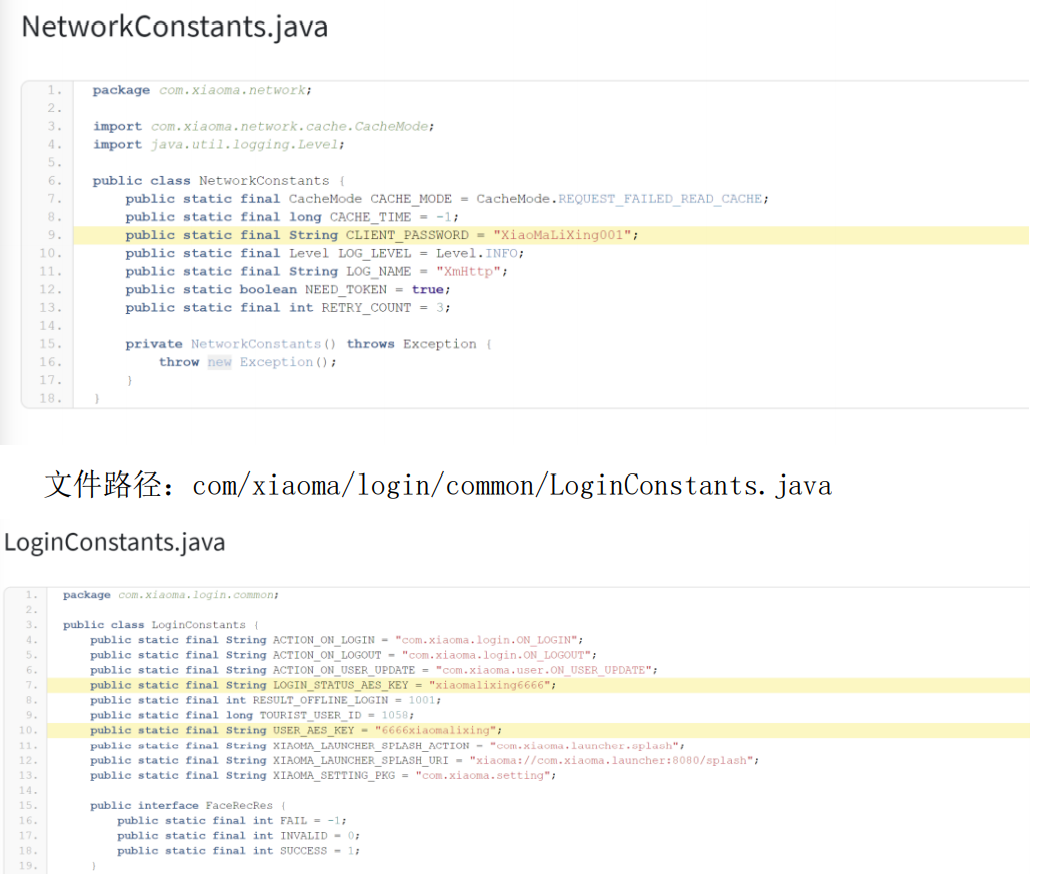 NetworkConstants.java
1. package com.xiaoma.network;
2.
3. import com.xiaoma.network.cache.CacheMode;
4. import java.util.logging.Level;
5.
6. public class NetworkConstants {
7. public static final CacheMode CACHE_MODE = CacheMode.REQUEST_FAILED_READ_CACHE;
8. public static final long CACHE_TIME = -1;
9. public static final String CLIENT_PASSWORD = "XiaoMaLiXing001";
10. public static final Level LOG_LEVEL = Level.INFO;
11. public static final String LOG_NAME = "XmHttp";
12. public static boolean NEED_TOKEN = true;
13. public static final int RETRY_COUNT = 3;
14.
15. private NetworkConstants() throws Exception {
16. throw new Exception();
17. }
18. }
文件路径：com/xiaoma/login/common/LoginConstants.java
LoginConstants.java
1. package com.xiaoma.login.common;
2.
3. public class LoginConstants {
4. public static final String ACTION_ON_LOGIN = "com.xiaoma.login.ON_LOGIN";
5. public static final String ACTION_ON_LOGOUT = "com.xiaoma.login.ON_LOGOUT";
6. public static final String ACTION_ON_USER_UPDATE = "com.xiaoma.user.ON_USER_UPDATE";
7. public static final String LOGIN_STATUS_AES_KEY = "xiaomalixing6666";
8. public static final int RESULT_OFFLINE_LOGIN = 1001;
9. public static final long TOURIST_USER_ID = 1058;
10. public static final String USER_AES_KEY = "6666xiaomalixing";
11. public static final String XIAOMA_LAUNCHER_SPLASH_ACTION = "com.xiaoma.launcher.splash";
12. public static final String XIAOMA_LAUNCHER_SPLASH_URI = "xiaoma://com.xiaoma.launcher:8080/splash";
13. public static final String XIAOMA_SETTING_PKG = "com.xiaoma.setting";
14.
15. public interface FaceRecRes {
16. public static final int FAIL = -1;
17. public static final int INVALID = 0;
18. public static final int SUCCESS = 1;
19. }